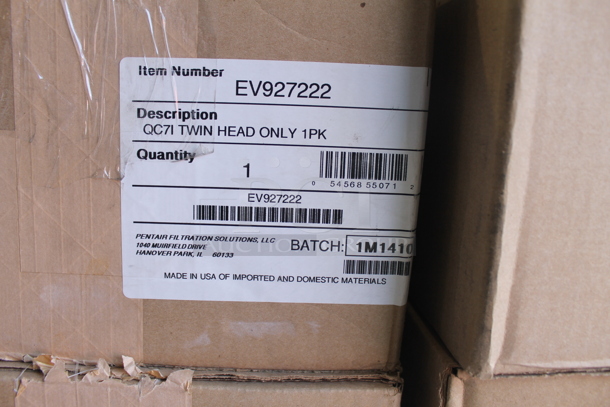 Item Number
EV927222
Description
QC7I TWIN HEAD ONLY 1PK
Quantity
1
0 54568 55071 2
EV927222
PENTAIR FILTRATION SOLUTIONS, LLC
1040 MUIRFIELD DRIVE
HANOVER PARK, IL 60133
BATCH: 1M1410
MADE IN USA OF IMPORTED AND DOMESTIC MATERIALS